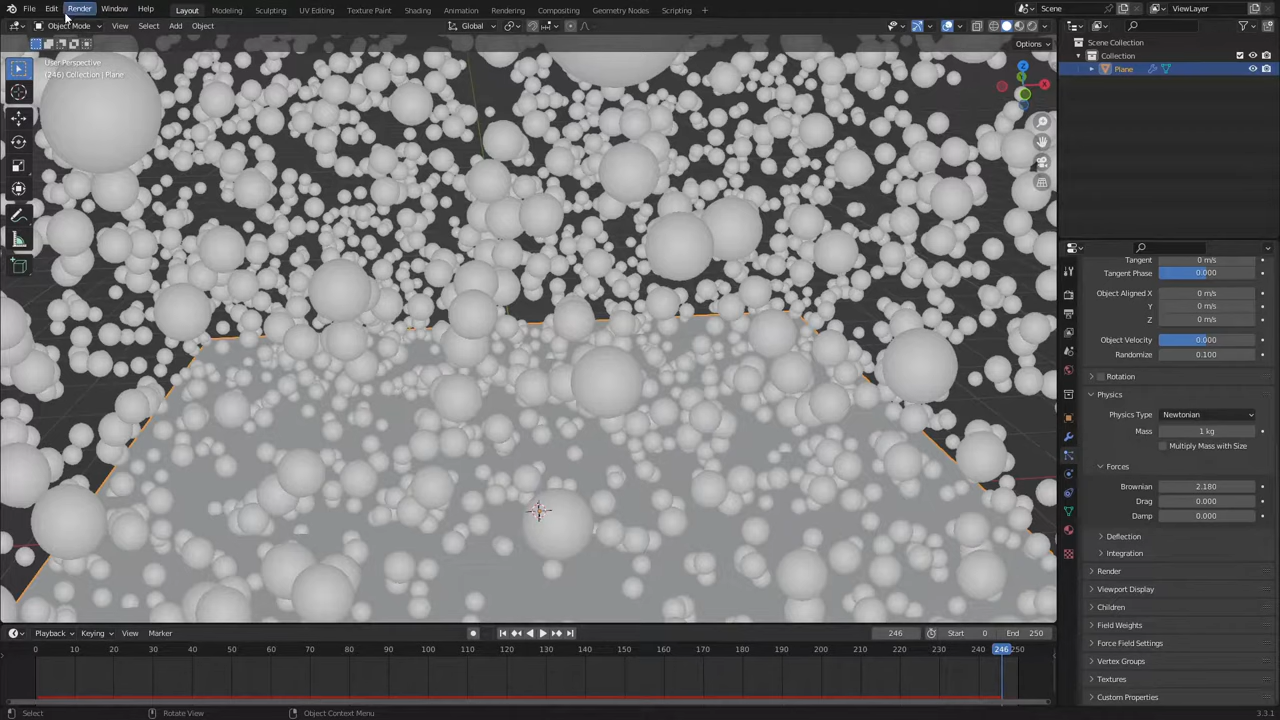 File Edit Render Window Help Layout Modeling Sculpting UV Editing Texture Paint Shading Animation Rendering Compositing Geometry Nodes Scripting + Scene ViewLayer
Object Mode View Select Add Object Global
Options
User Perspective
(246) Collection | Plane
Z
X
Scene Collection
Collection
Plane
Tangent 0 m/s
Tangent Phase 0.000
Object Aligned X 0 m/s
Y 0 m/s
Z 0 m/s
Object Velocity 0.000
Randomize 0.100
Rotation
Physics
Physics Type Newtonian
Mass 1 kg
Multiply Mass with Size
Forces
Brownian 2.180
Drag 0.000
Damp 0.000
Deflection
Integration
Render
Viewport Display
Children
Field Weights
Force Field Settings
Vertex Groups
Textures
Custom Properties
Playback Keying View Marker 246 Start 0 End 250
0 10 20 30 40 50 60 70 80 90 100 110 120 130 140 150 160 170 180 190 200 210 220 230 240 246 250
Select Rotate View Object Context Menu 3.3.1